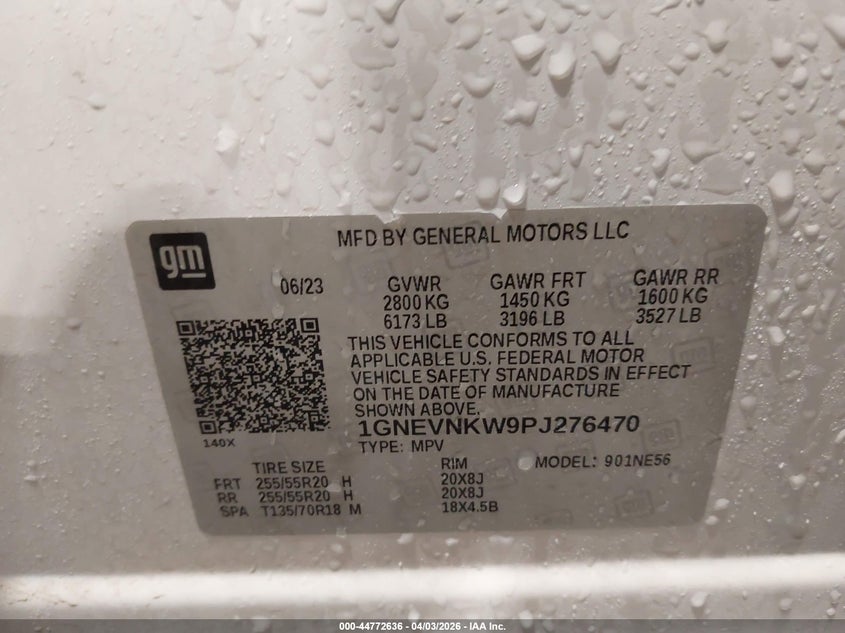 gm
MFD BY GENERAL MOTORS LLC
06/23 GVWR GAWR FRT GAWR RR
2800 KG 1450 KG 1600 KG
6173 LB 3196 LB 3527 LB
THIS VEHICLE CONFORMS TO ALL
APPLICABLE U.S. FEDERAL MOTOR
VEHICLE SAFETY STANDARDS IN EFFECT
ON THE DATE OF MANUFACTURE
SHOWN ABOVE.
1GNEVNKW9PJ276470
140X
TYPE: MPV
TIRE SIZE RIM MODEL: 901NE56
FRT 255/55R20 H 20X8J
RR 255/55R20 H 20X8J
SPA T135/70R18 M 18X4.5B
000-44772636 - 04/03/2026 - IAA Inc.